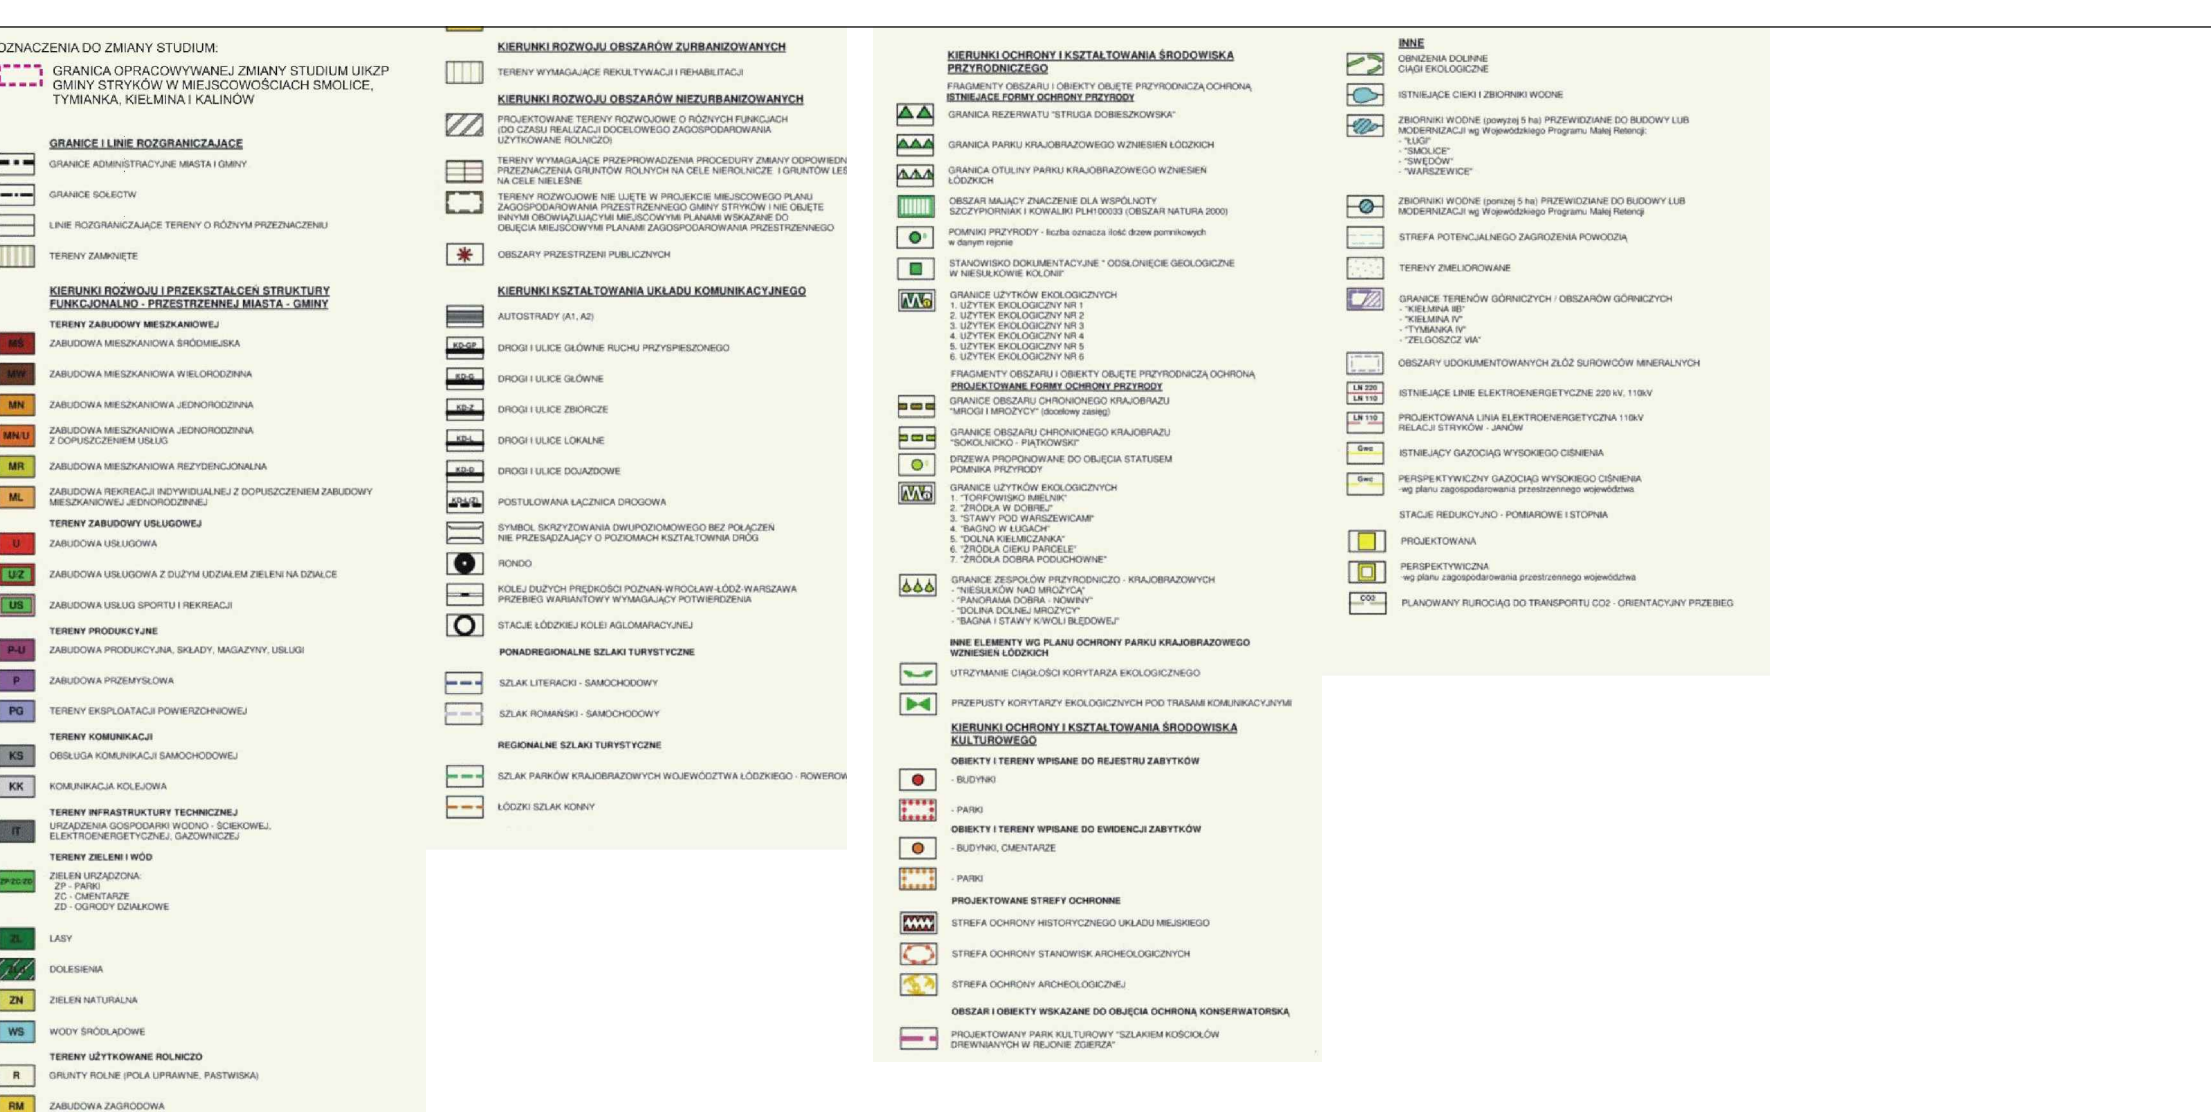 OZNACZENIA DO ZMIANY STUDIUM:
GRANICA OPRACOWYWANEJ ZMIANY STUDIUM UIKZP
GMINY STRYKÓW W MIEJSCOWOŚCIACH SMOLICE,
TYMIANKA, KIEŁMINA I KALINÓW
GRANICE I LINIE ROZGRANICZAJĄCE
GRANICE ADMINISTRACYJNE MIASTA I GMINY
GRANICE SOŁECTW
LINIE ROZGRANICZAJĄCE TERENY O RÓŻNYM PRZEZNACZENIU
TERENY ZAMKNIĘTE
KIERUNKI ROZWOJU I PRZEKSZTAŁCEŃ STRUKTURY
FUNKCJONALNO - PRZESTRZENNEJ MIASTA - GMINY
TERENY ZABUDOWY MIESZKANIOWEJ
MŚ ZABUDOWA MIESZKANIOWA ŚRÓDMIEJSKA
MW ZABUDOWA MIESZKANIOWA WIELORODZINNA
MN ZABUDOWA MIESZKANIOWA JEDNORODZINNA
MN/U ZABUDOWA MIESZKANIOWA JEDNORODZINNA
Z DOPUSZCZENIEM USŁUG
MR ZABUDOWA MIESZKANIOWA REZYDENCJONALNA
ML ZABUDOWA REKREACJI INDYWIDUALNEJ Z DOPUSZCZENIEM ZABUDOWY
MIESZKANIOWEJ JEDNORODZINNEJ
TERENY ZABUDOWY USŁUGOWEJ
U ZABUDOWA USŁUGOWA
U/Z ZABUDOWA USŁUGOWA Z DUŻYM UDZIAŁEM ZIELENI NA DZIAŁCE
US ZABUDOWA USŁUG SPORTU I REKREACJI
TERENY PRODUKCYJNE
P-U ZABUDOWA PRODUKCYJNA, SKŁADY, MAGAZYNY, USŁUGI
P ZABUDOWA PRZEMYSŁOWA
PG TERENY EKSPLOATACJI POWIERZCHNIOWEJ
TERENY KOMUNIKACJI
KS OBSŁUGA KOMUNIKACJI SAMOCHODOWEJ
KK KOMUNIKACJA KOLEJOWA
TERENY INFRASTRUKTURY TECHNICZNEJ
IT URZĄDZENIA GOSPODARKI WODNO - ŚCIEKOWEJ,
ELEKTROENERGETYCZNEJ, GAZOWNICZEJ
TERENY ZIELENI I WÓD
ZP/ZC/ZD ZIELEŃ URZĄDZONA:
ZP - PARKI
ZC - CMENTARZE
ZD - OGRODY DZIAŁKOWE
ZL LASY
DOLESIENIA
ZN ZIELEŃ NATURALNA
WS WODY ŚRÓDLĄDOWE
TERENY UŻYTKOWANE ROLNICZO
R GRUNTY ROLNE (POLA UPRAWNE, PASTWISKA)
RM ZABUDOWA ZAGRODOWA
KIERUNKI ROZWOJU OBSZARÓW ZURBANIZOWANYCH
TERENY WYMAGAJĄCE REKULTYWACJI I REHABILITACJI
KIERUNKI ROZWOJU OBSZARÓW NIEZURBANIZOWANYCH
PROJEKTOWANE TERENY ROZWOJOWE O RÓŻNYCH FUNKCJACH
(DO CZASU REALIZACJI DOCELOWEGO ZAGOSPODAROWANIA
UŻYTKOWANE ROLNICZO)
TERENY WYMAGAJĄCE PRZEPROWADZENIA PROCEDURY ZMIANY ODPOWIEDN
PRZEZNACZENIA GRUNTÓW ROLNYCH NA CELE NIEROLNICZE I GRUNTÓW LEŚ
NA CELE NIELEŚNE
TERENY ROZWOJOWE NIE UJĘTE W PROJEKCIE MIEJSCOWEGO PLANU
ZAGOSPODAROWANIA PRZESTRZENNEGO GMINY STRYKÓW I NIE OBJĘTE
INNYMI OBOWIĄZUJĄCYMI MIEJSCOWYMI PLANAMI WSKAZANE DO
OBJĘCIA MIEJSCOWYMI PLANAMI ZAGOSPODAROWANIA PRZESTRZENNEGO
OBSZARY PRZESTRZENI PUBLICZNYCH
KIERUNKI KSZTAŁTOWANIA UKŁADU KOMUNIKACYJNEGO
AUTOSTRADY (A1, A2)
KD-GP DROGI I ULICE GŁÓWNE RUCHU PRZYSPIESZONEGO
KD-G DROGI I ULICE GŁÓWNE
KD-Z DROGI I ULICE ZBIORCZE
KD-L DROGI I ULICE LOKALNE
KD-D DROGI I ULICE DOJAZDOWE
KD-L(Z) POSTULOWANA ŁĄCZNICA DROGOWA
SYMBOL SKRZYŻOWANIA DWUPOZIOMOWEGO BEZ POŁĄCZEŃ
NIE PRZESĄDZAJĄCY O POZIOMACH KSZTAŁTOWNIA DRÓG
RONDO
KOLEJ DUŻYCH PRĘDKOŚCI POZNAŃ-WROCŁAW-ŁÓDŹ-WARSZAWA
PRZEBIEG WARIANTOWY WYMAGAJĄCY POTWIERDZENIA
STACJE ŁÓDZKIEJ KOLEI AGLOMARACYJNEJ
PONADREGIONALNE SZLAKI TURYSTYCZNE
SZLAK LITERACKI - SAMOCHODOWY
SZLAK ROMAŃSKI - SAMOCHODOWY
REGIONALNE SZLAKI TURYSTYCZNE
SZLAK PARKÓW KRAJOBRAZOWYCH WOJEWÓDZTWA ŁÓDZKIEGO - ROWEROW
ŁÓDZKI SZLAK KONNY
KIERUNKI OCHRONY I KSZTAŁTOWANIA ŚRODOWISKA
PRZYRODNICZEGO
FRAGMENTY OBSZARU I OBIEKTY OBJĘTE PRZYRODNICZĄ OCHRONĄ
ISTNIEJĄCE FORMY OCHRONY PRZYRODY
GRANICA REZERWATU "STRUGA DOBIESZKOWSKA"
GRANICA PARKU KRAJOBRAZOWEGO WZNIESIEŃ ŁÓDZKICH
GRANICA OTULINY PARKU KRAJOBRAZOWEGO WZNIESIEŃ
ŁÓDZKICH
OBSZAR MAJĄCY ZNACZENIE DLA WSPÓLNOTY
SZCZYPIORNIAK I KOWALIKI PLH100033 (OBSZAR NATURA 2000)
POMNIKI PRZYRODY - liczba oznacza ilość drzew pomnikowych
w danym rejonie
STANOWISKO DOKUMENTACYJNE " ODSŁONIĘCIE GEOLOGICZNE
W NIESUŁKOWIE KOLONII"
GRANICE UŻYTKÓW EKOLOGICZNYCH
1. UŻYTEK EKOLOGICZNY NR 1
2. UŻYTEK EKOLOGICZNY NR 2
3. UŻYTEK EKOLOGICZNY NR 3
4. UŻYTEK EKOLOGICZNY NR 4
5. UŻYTEK EKOLOGICZNY NR 5
6. UŻYTEK EKOLOGICZNY NR 6
FRAGMENTY OBSZARU I OBIEKTY OBJĘTE PRZYRODNICZĄ OCHRONĄ
PROJEKTOWANE FORMY OCHRONY PRZYRODY
GRANICE OBSZARU CHRONIONEGO KRAJOBRAZU
"MROGI I MROŻYCY" (docelowy zasięg)
GRANICE OBSZARU CHRONIONEGO KRAJOBRAZU
"SOKOLNICKO - PIĄTKOWSKI"
DRZEWA PROPONOWANE DO OBJĘCIA STATUSEM
POMNIKA PRZYRODY
GRANICE UŻYTKÓW EKOLOGICZNYCH
1. "TORFOWISKO IMIELNIK"
2. "ŹRÓDŁA W DOBREJ"
3. "STAWY POD WARSZEWICAMI"
4. "BAGNO W ŁUGACH"
5. "DOLNA KIEŁMICZANKA"
6. "ŹRÓDŁA CIEKU PARCELE"
7. "ŹRÓDŁA DOBRA PODUCHOWNE"
GRANICE ZESPOŁÓW PRZYRODNICZO - KRAJOBRAZOWYCH
- "NIESUŁKÓW NAD MROŻYCĄ"
- "PANORAMA DOBRA - NOWINY"
- "DOLINA DOLNEJ MROŻYCY"
- "BAGNA I STAWY K/WOLI BŁĘDOWEJ"
INNE ELEMENTY WG PLANU OCHRONY PARKU KRAJOBRAZOWEGO
WZNIESIEŃ ŁÓDZKICH
UTRZYMANIE CIĄGŁOŚCI KORYTARZA EKOLOGICZNEGO
PRZEPUSTY KORYTARZY EKOLOGICZNYCH POD TRASAMI KOMUNIKACYJNYMI
KIERUNKI OCHRONY I KSZTAŁTOWANIA ŚRODOWISKA
KULTUROWEGO
OBIEKTY I TERENY WPISANE DO REJESTRU ZABYTKÓW
- BUDYNKI
- PARKI
OBIEKTY I TERENY WPISANE DO EWIDENCJI ZABYTKÓW
- BUDYNKI, CMENTARZE
- PARKI
PROJEKTOWANE STREFY OCHRONNE
STREFA OCHRONY HISTORYCZNEGO UKŁADU MIEJSKIEGO
STREFA OCHRONY STANOWISK ARCHEOLOGICZNYCH
STREFA OCHRONY ARCHEOLOGICZNEJ
OBSZAR I OBIEKTY WSKAZANE DO OBJĘCIA OCHRONĄ KONSERWATORSKĄ
PROJEKTOWANY PARK KULTUROWY "SZLAKIEM KOŚCIOŁÓW
DREWNIANYCH W REJONIE ZGIERZA"
INNE
OBNIŻENIA DOLINNE
CIĄGI EKOLOGICZNE
ISTNIEJĄCE CIEKI I ZBIORNIKI WODNE
ZBIORNIKI WODNE (powyżej 5 ha) PRZEWIDZIANE DO BUDOWY LUB
MODERNIZACJI wg Wojewódzkiego Programu Małej Retencji:
- "ŁUGI"
- "SMOLICE"
- "SWĘDÓW"
- "WARSZEWICE"
ZBIORNIKI WODNE (poniżej 5 ha) PRZEWIDZIANE DO BUDOWY LUB
MODERNIZACJI wg Wojewódzkiego Programu Małej Retencji
STREFA POTENCJALNEGO ZAGROŻENIA POWODZIĄ
TERENY ZMELIOROWANE
GRANICE TERENÓW GÓRNICZYCH / OBSZARÓW GÓRNICZYCH
- "KIEŁMINA IIB"
- "KIEŁMINA IV"
- "TYMIANKA IV"
- "ZELGOSZCZ VIA"
OBSZARY UDOKUMENTOWANYCH ZŁÓŻ SUROWCÓW MINERALNYCH
LN 220
LN 110
ISTNIEJĄCE LINIE ELEKTROENERGETYCZNE 220 kV, 110kV
LN 110 PROJEKTOWANA LINIA ELEKTROENERGETYCZNA 110kV
RELACJI STRYKÓW - JANÓW
Gwc ISTNIEJĄCY GAZOCIĄG WYSOKIEGO CIŚNIENIA
Gwc PERSPEKTYWICZNY GAZOCIĄG WYSOKIEGO CIŚNIENIA
-wg planu zagospodarowania przestrzennego województwa
STACJE REDUKCYJNO - POMIAROWE I STOPNIA
PROJEKTOWANA
PERSPEKTYWICZNA
-wg planu zagospodarowania przestrzennego województwa
CO2 PLANOWANY RUROCIĄG DO TRANSPORTU CO2 - ORIENTACYJNY PRZEBIEG